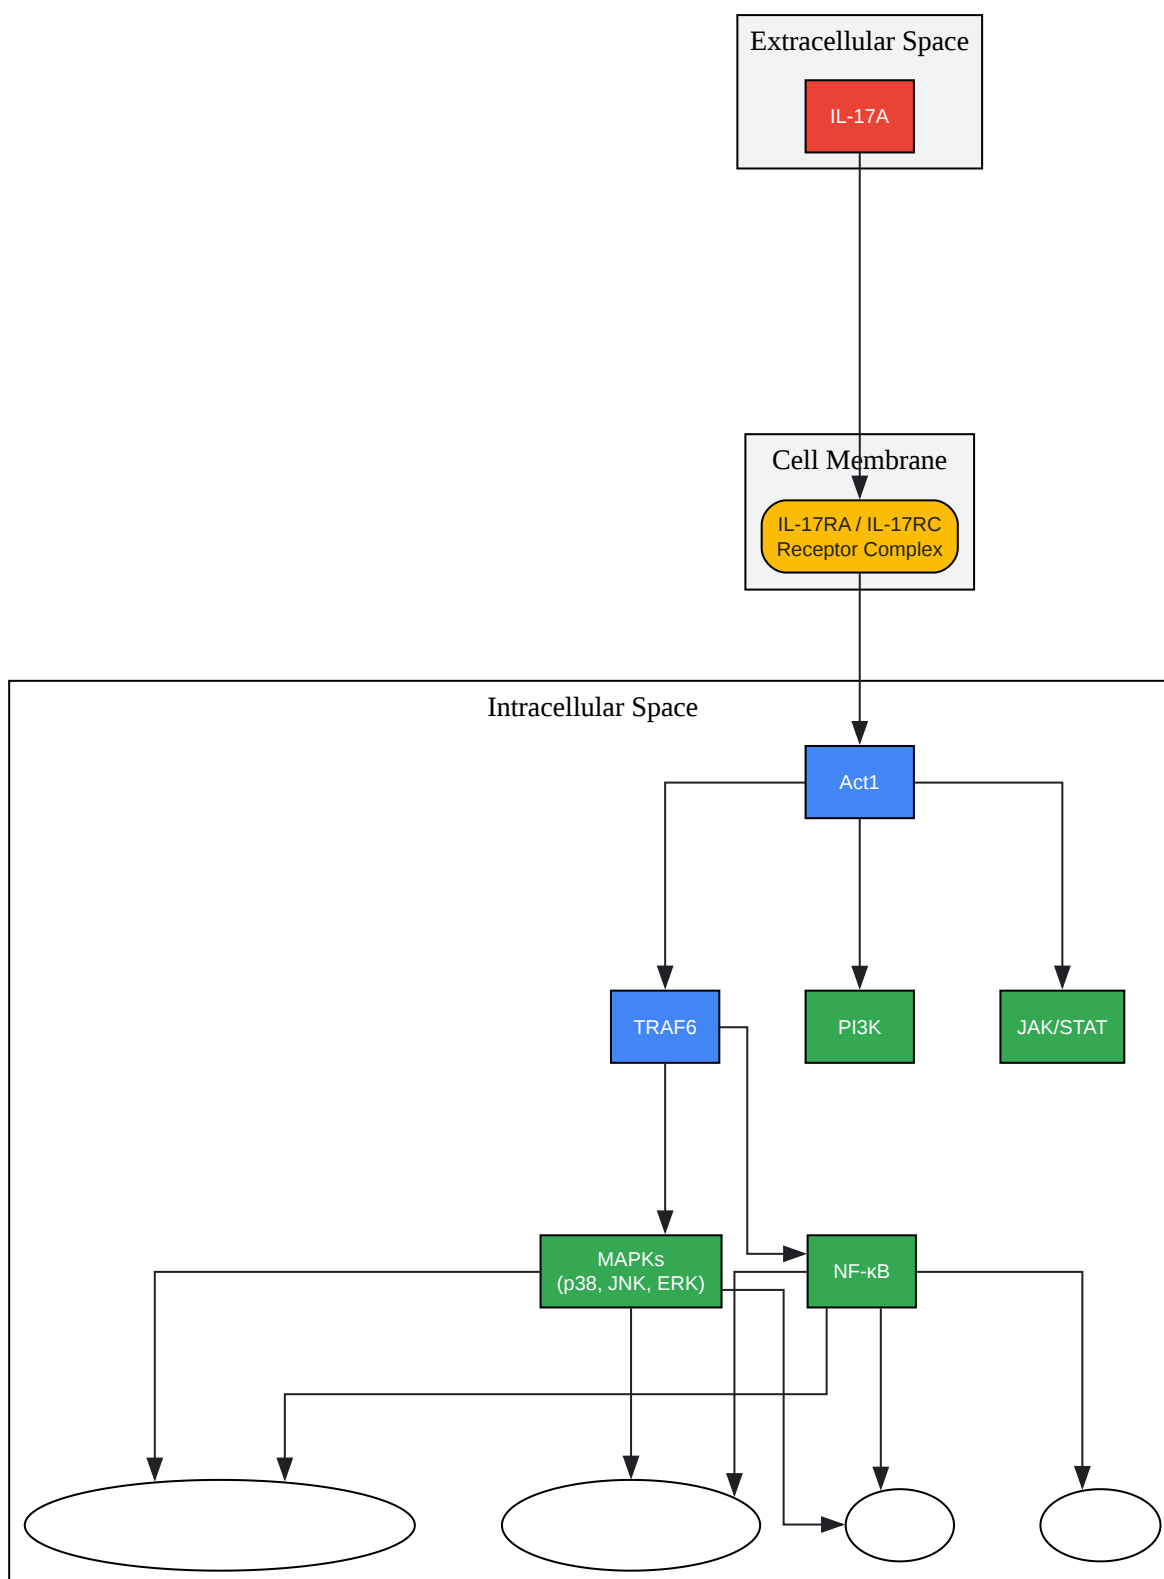 Extracellular Space
IL-17A
Cell Membrane
IL-17RA / IL-17RC
Receptor Complex
Intracellular Space
Act1
TRAF6
PI3K
JAK/STAT
MAPKs
(p38, JNK, ERK)
NF-κB